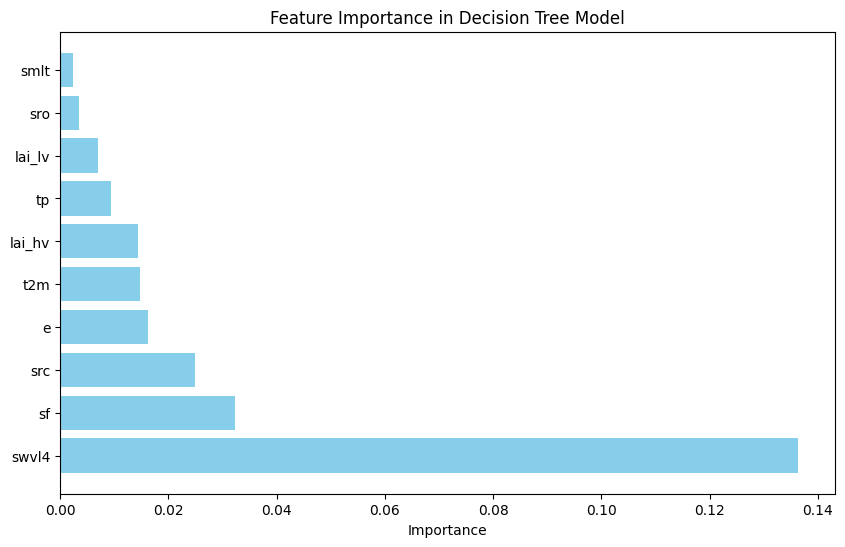 Feature Importance in Decision Tree Model
smlt
sro
lai_lv
tp
lai_hv
t2m
e
src
sf
swvl4
0.00 0.02 0.04 0.06 0.08 0.10 0.12 0.14
Importance